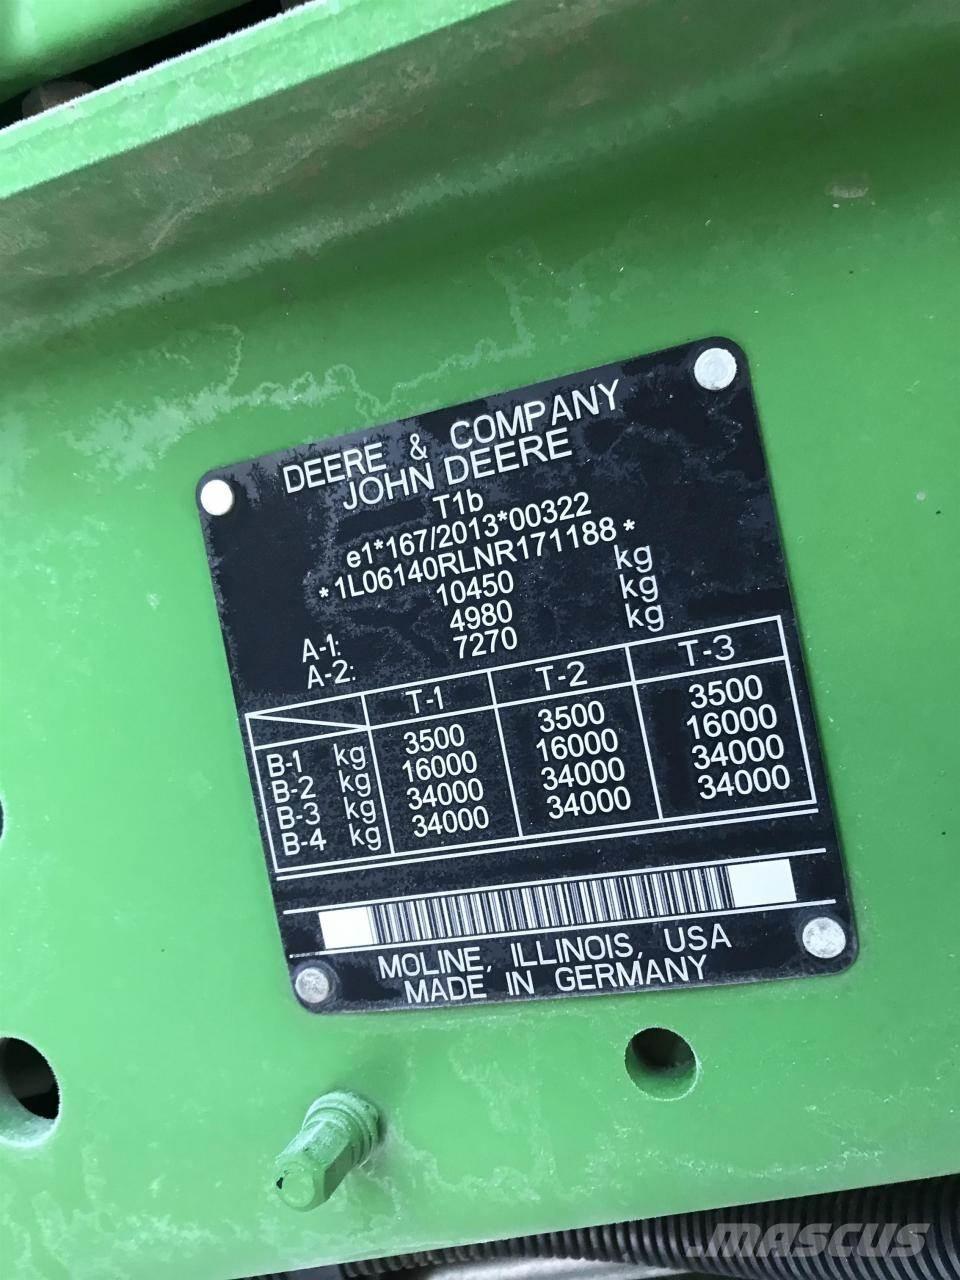 DEERE & COMPANY
JOHN DEERE
T1b
e1*167/2013*00322
*1L06140RLNR171188*
10450 kg
A-1: 4980 kg
A-2: 7270 kg
T-1 T-2 T-3
B-1 kg 3500 3500 3500
B-2 kg 16000 16000 16000
B-3 kg 34000 34000 34000
B-4 kg 34000 34000 34000
MOLINE, ILLINOIS, USA
MADE IN GERMANY
MASCUS